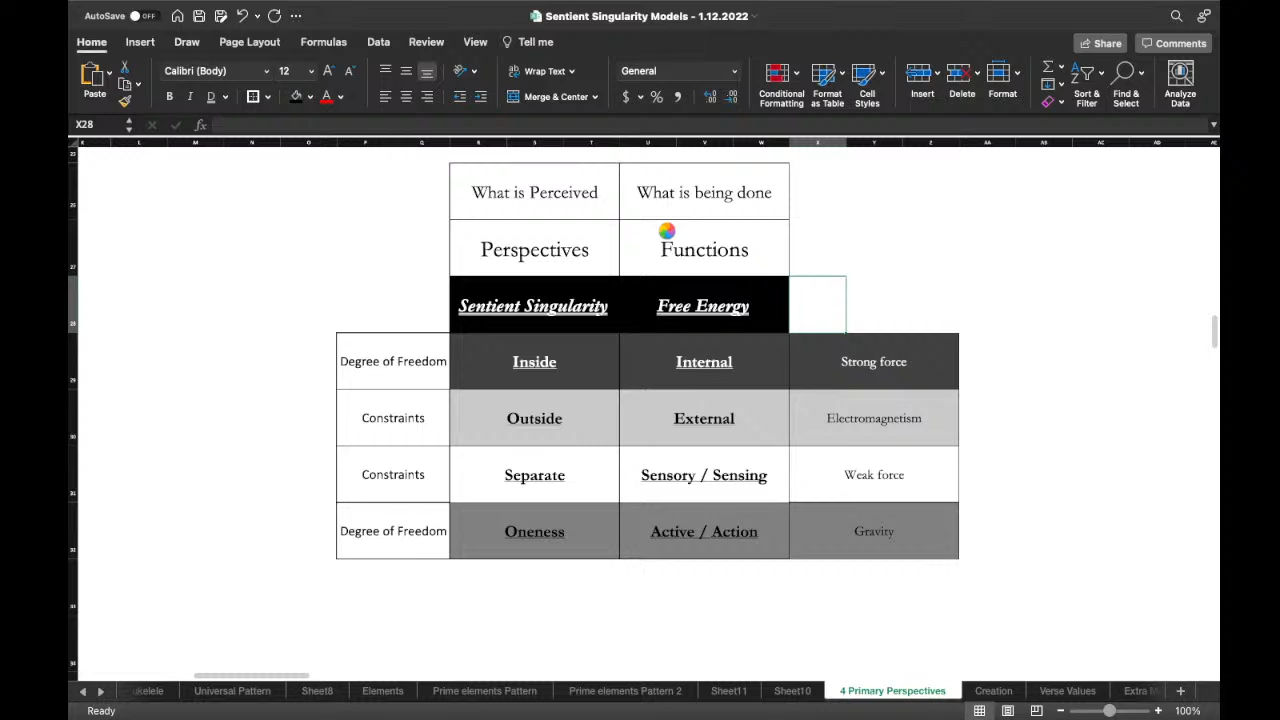 AutoSave OFF
Sentient Singularity Models - 1.12.2022
Home Insert Draw Page Layout Formulas Data Review View Tell me
Share Comments
Paste
Calibri (Body) 12
Wrap Text
General
B I D
Merge & Center
$ %
Conditional Formatting
Format as Table
Cell Styles
Insert
Delete
Format
Sort & Filter
Find & Select
Analyze Data
X28
fx
What is Perceived What is being done
Perspectives Functions
Sentient Singularity Free Energy
Degree of Freedom Inside Internal Strong force
Constraints Outside External Electromagnetism
Constraints Separate Sensory / Sensing Weak force
Degree of Freedom Oneness Active / Action Gravity
ukelele Universal Pattern Sheet8 Elements Prime elements Pattern Prime elements Pattern 2 Sheet11 Sheet10 4 Primary Perspectives Creation Verse Values Extra
Ready
100%